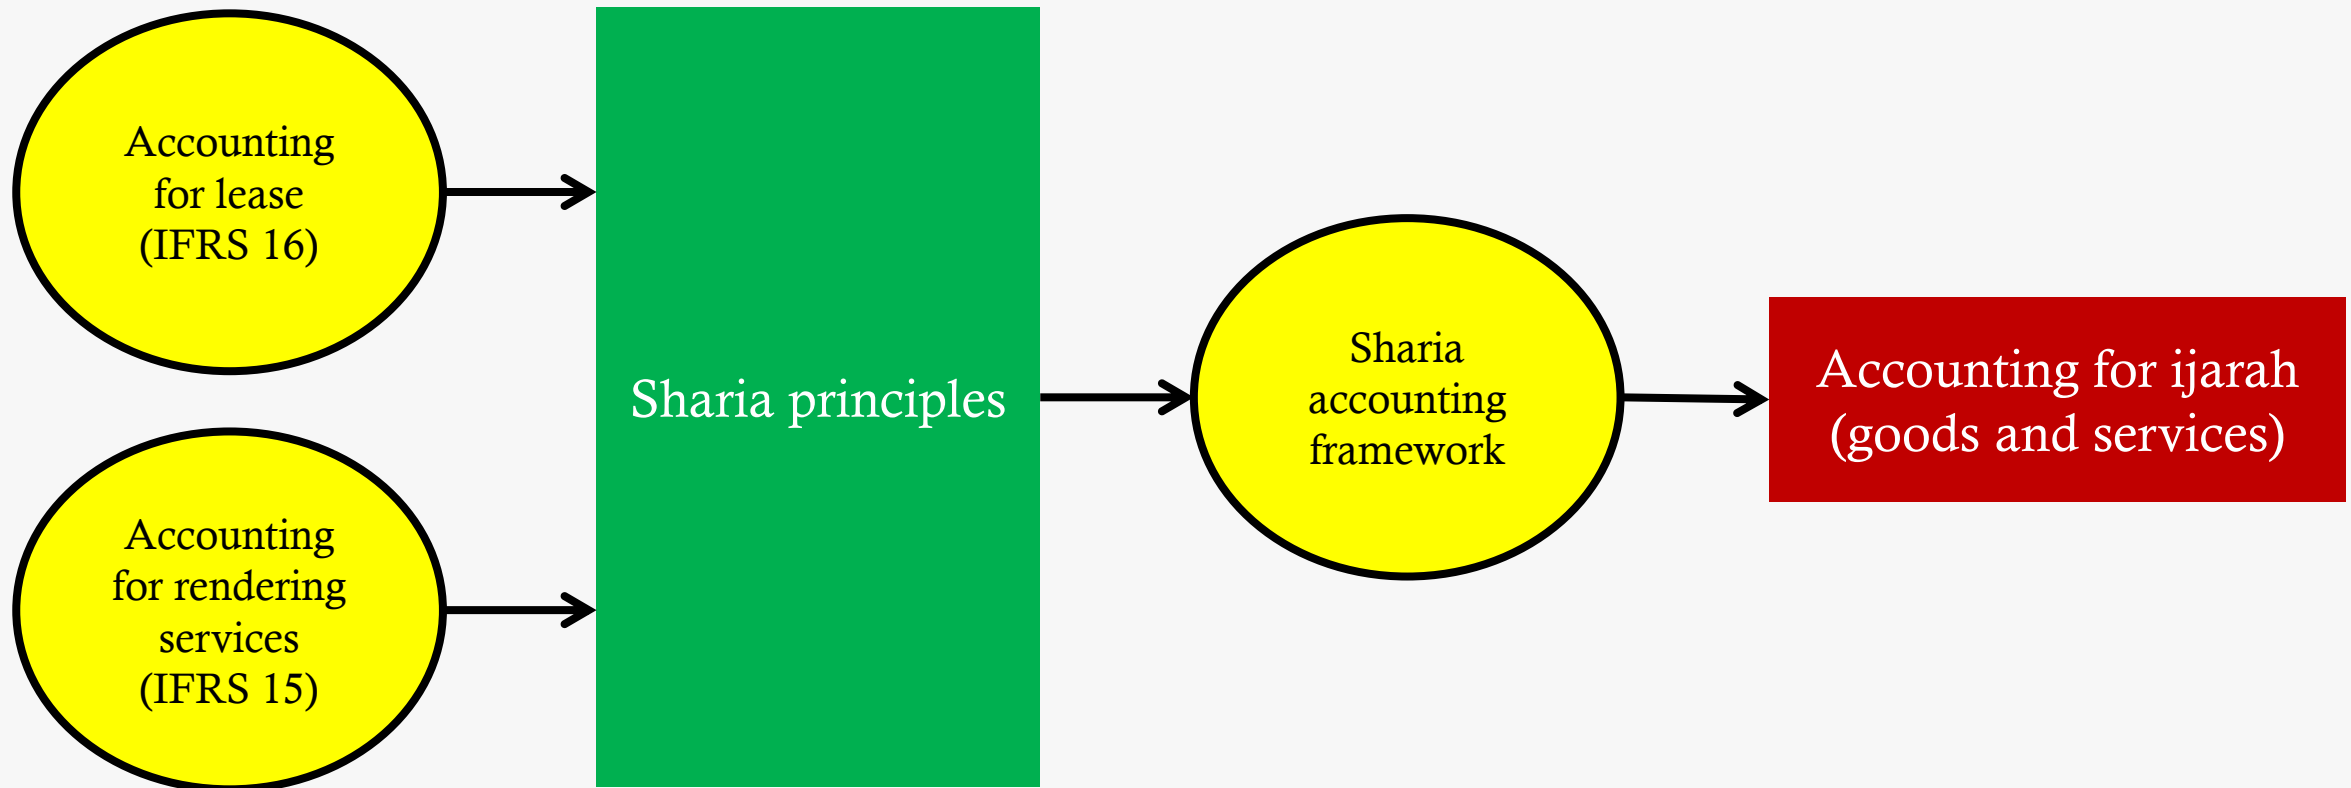 Accounting
for lease
(IFRS 16)
Accounting
for rendering
services
(IFRS 15)
Sharia principles
Sharia
accounting
framework
Accounting for ijarah
(goods and services)